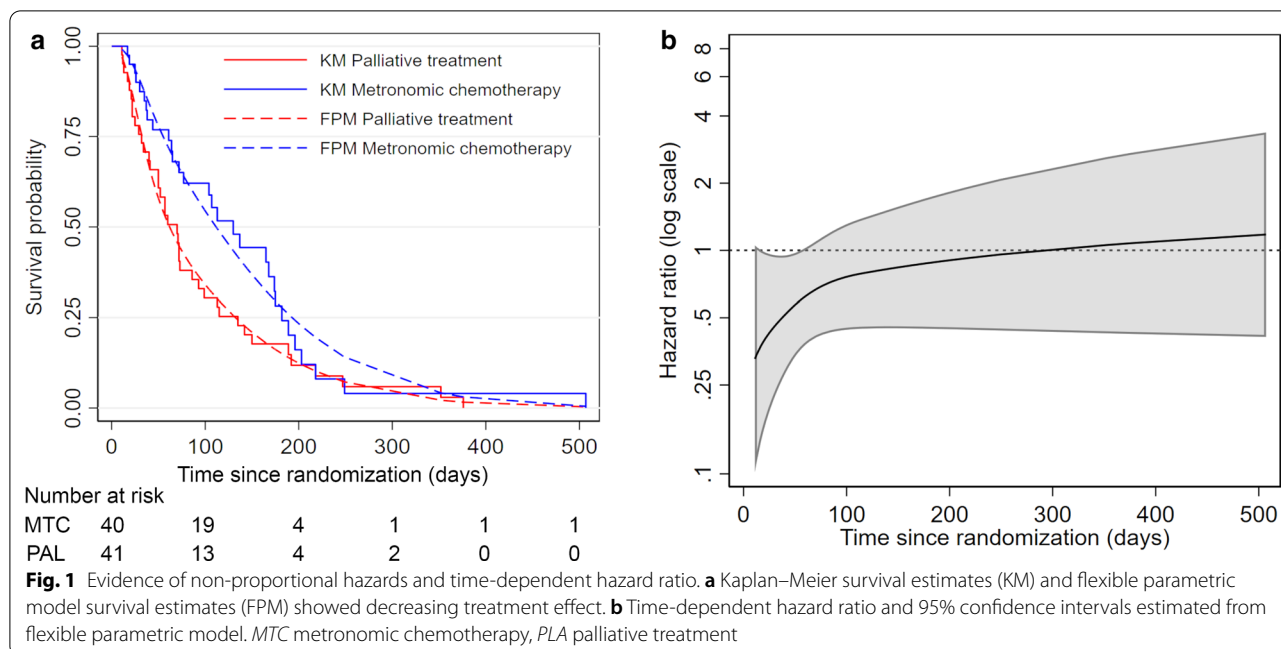 a
1.00
0.75
0.50
0.25
0.00
Survival probability
KM Palliative treatment
KM Metronomic chemotherapy
FPM Palliative treatment
FPM Metronomic chemotherapy
0 100 200 300 400 500
Time since randomization (days)
Number at risk
MTC 40 19 4 1 1 1
PAL 41 13 4 2 0 0
b
8
6
4
2
1
.5
.25
.1
Hazard ratio (log scale)
0 100 200 300 400 500
Time since randomization (days)
Fig. 1 Evidence of non-proportional hazards and time-dependent hazard ratio. a Kaplan–Meier survival estimates (KM) and flexible parametric
model survival estimates (FPM) showed decreasing treatment effect. b Time-dependent hazard ratio and 95% confidence intervals estimated from
flexible parametric model. MTC metronomic chemotherapy, PLA palliative treatment